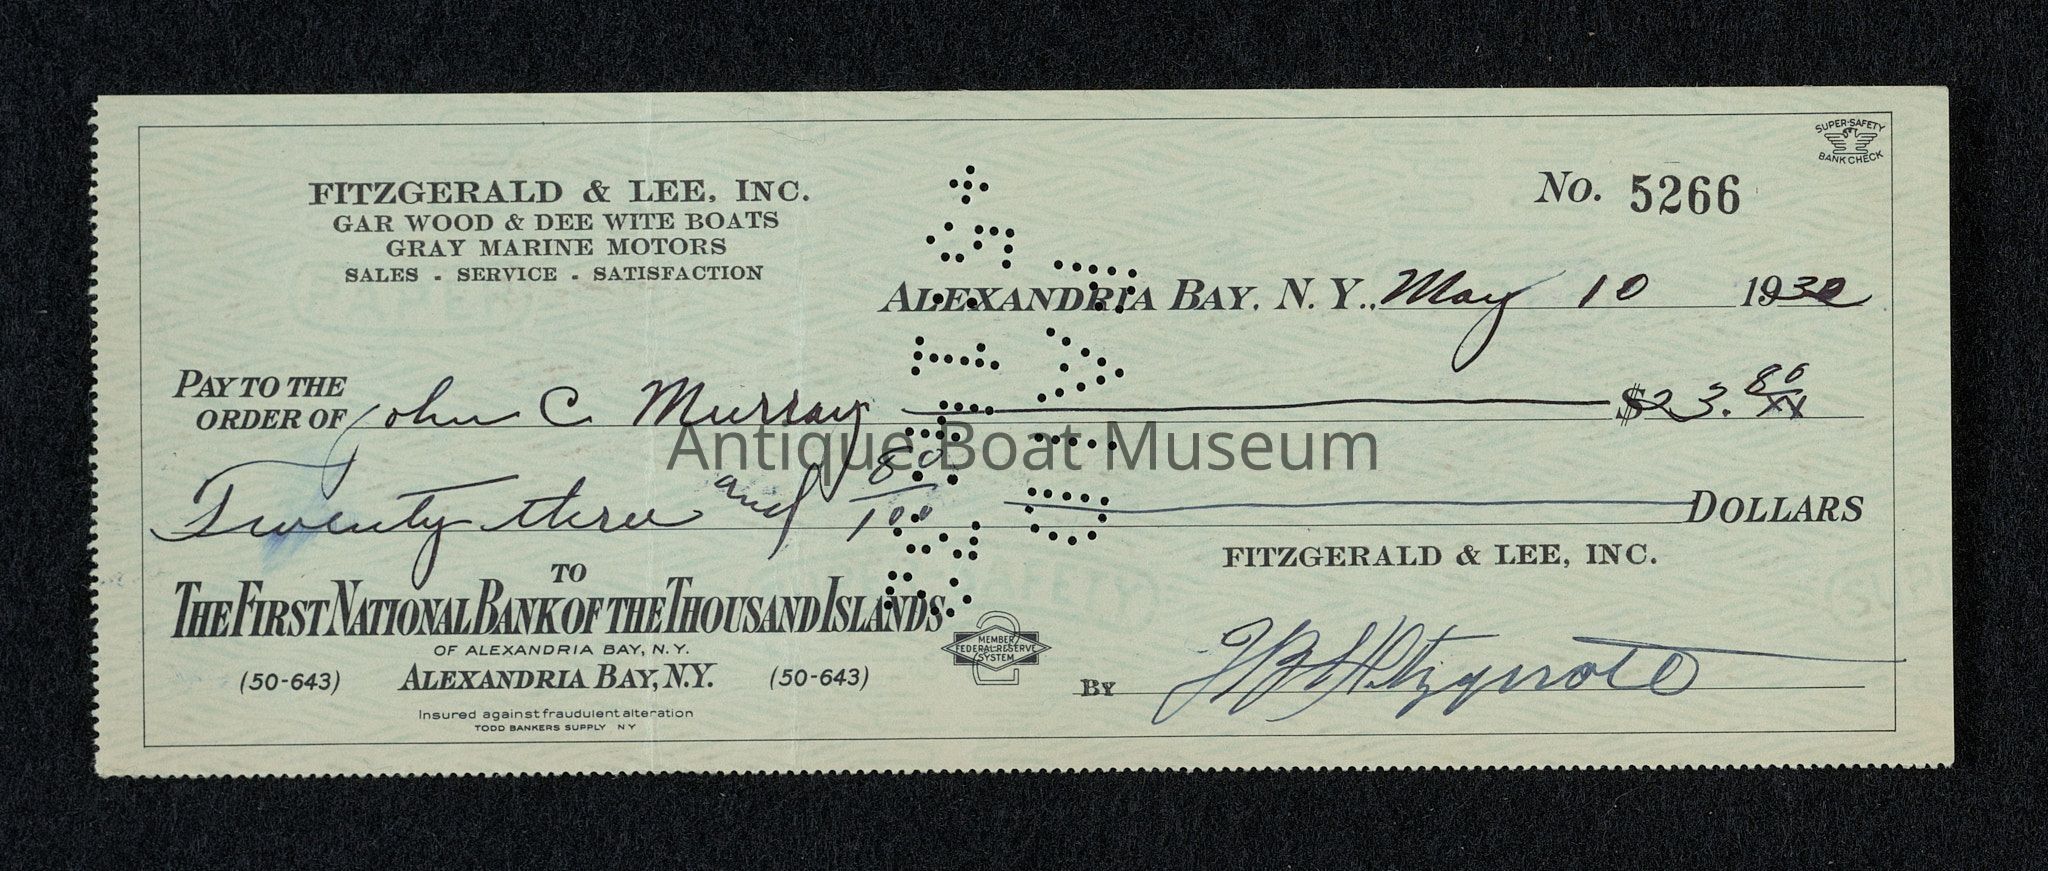 SUPER-SAFETY
BANK CHECK
FITZGERALD & LEE, INC.
GAR WOOD & DEE WITE BOATS
GRAY MARINE MOTORS
SALES - SERVICE - SATISFACTION
No. 5266
ALEXANDRIA BAY, N. Y., May 10 1932
PAY TO THE
ORDER OF John C. Murray $23. 80/xx
Antique Boat Museum
Twenty three and 80/100 DOLLARS
FITZGERALD & LEE, INC.
TO
THE FIRST NATIONAL BANK OF THE THOUSAND ISLANDS
OF ALEXANDRIA BAY, N.Y.
(50-643) ALEXANDRIA BAY, N.Y. (50-643)
MEMBER
FEDERAL RESERVE
SYSTEM
2
BY
Insured against fraudulent alteration
TODD BANKERS SUPPLY NY